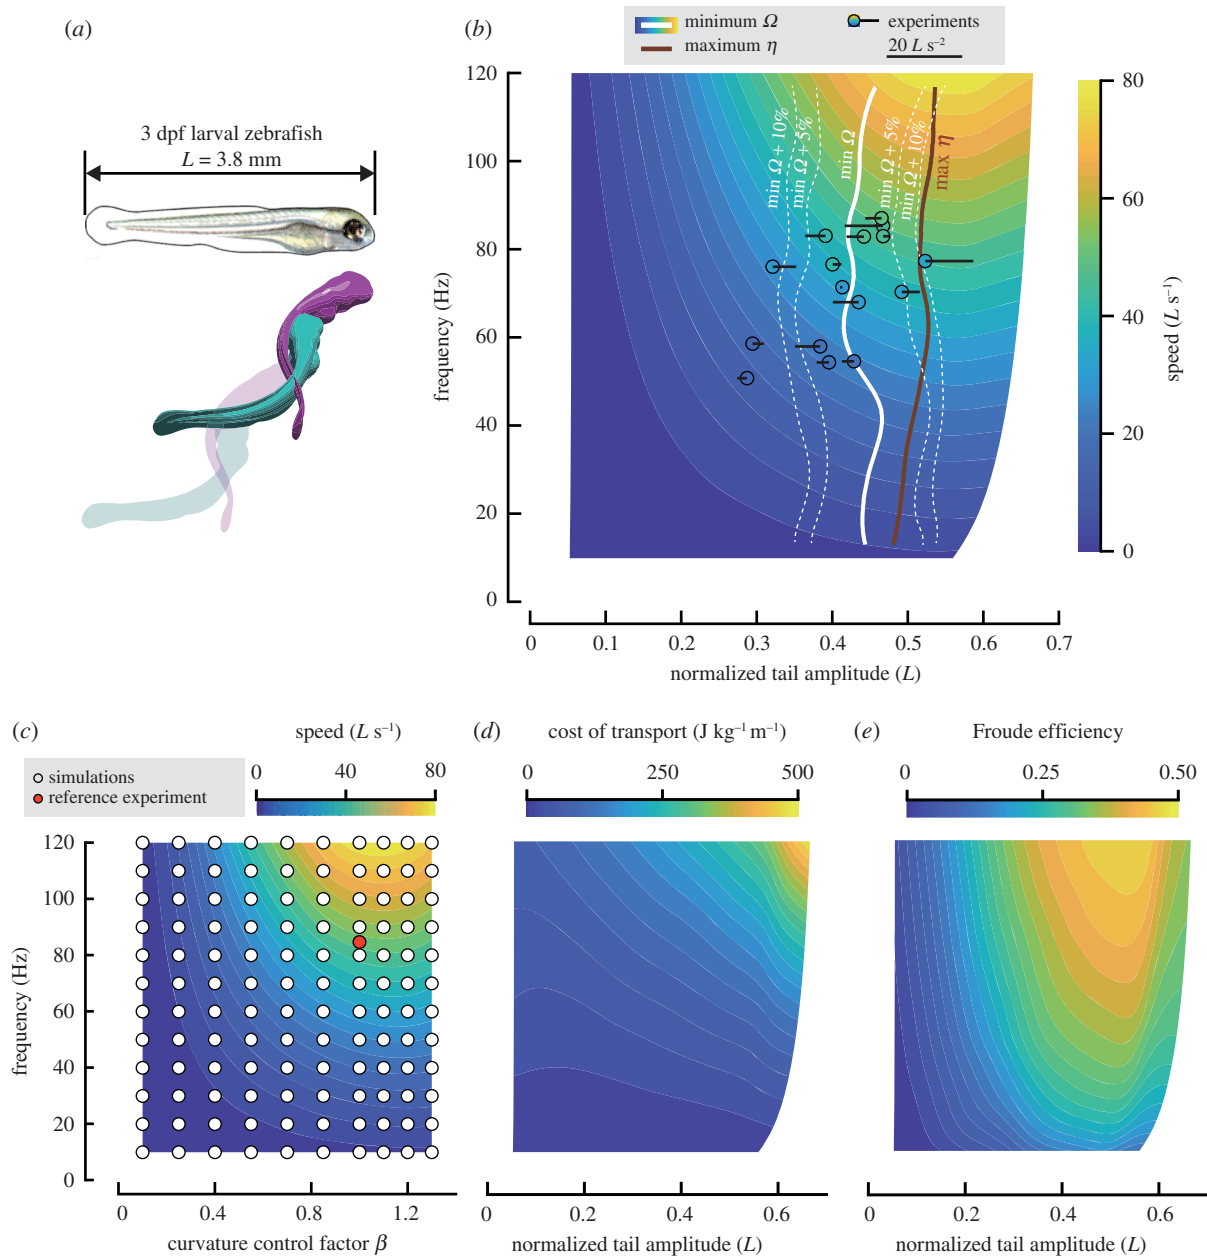 (a)
3 dpf larval zebrafish
L = 3.8 mm
(b)
minimum Ω
maximum η
experiments
20 L s⁻²
120
100
80
60
40
20
0
frequency (Hz)
min Ω + 10%
min Ω + 5%
min Ω
min Ω + 5%
min Ω + 10%
max η
0
0.1
0.2
0.3
0.4
0.5
0.6
0.7
normalized tail amplitude (L)
80
60
40
20
0
speed (L s⁻¹)
(c)
speed (L s⁻¹)
0
40
80
simulations
reference experiment
120
100
80
60
40
20
0
frequency (Hz)
0
0.4
0.8
1.2
curvature control factor β
(d)
cost of transport (J kg⁻¹ m⁻¹)
0
250
500
0
0.2
0.4
0.6
normalized tail amplitude (L)
(e)
Froude efficiency
0
0.25
0.50
0
0.2
0.4
0.6
normalized tail amplitude (L)